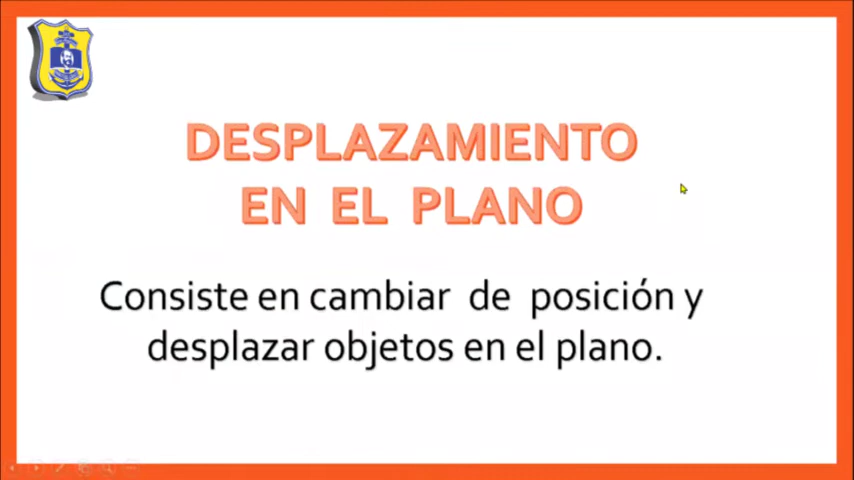 DESPLAZAMIENTO
EN EL PLANO
Consiste en cambiar de posición y
desplazar objetos en el plano.